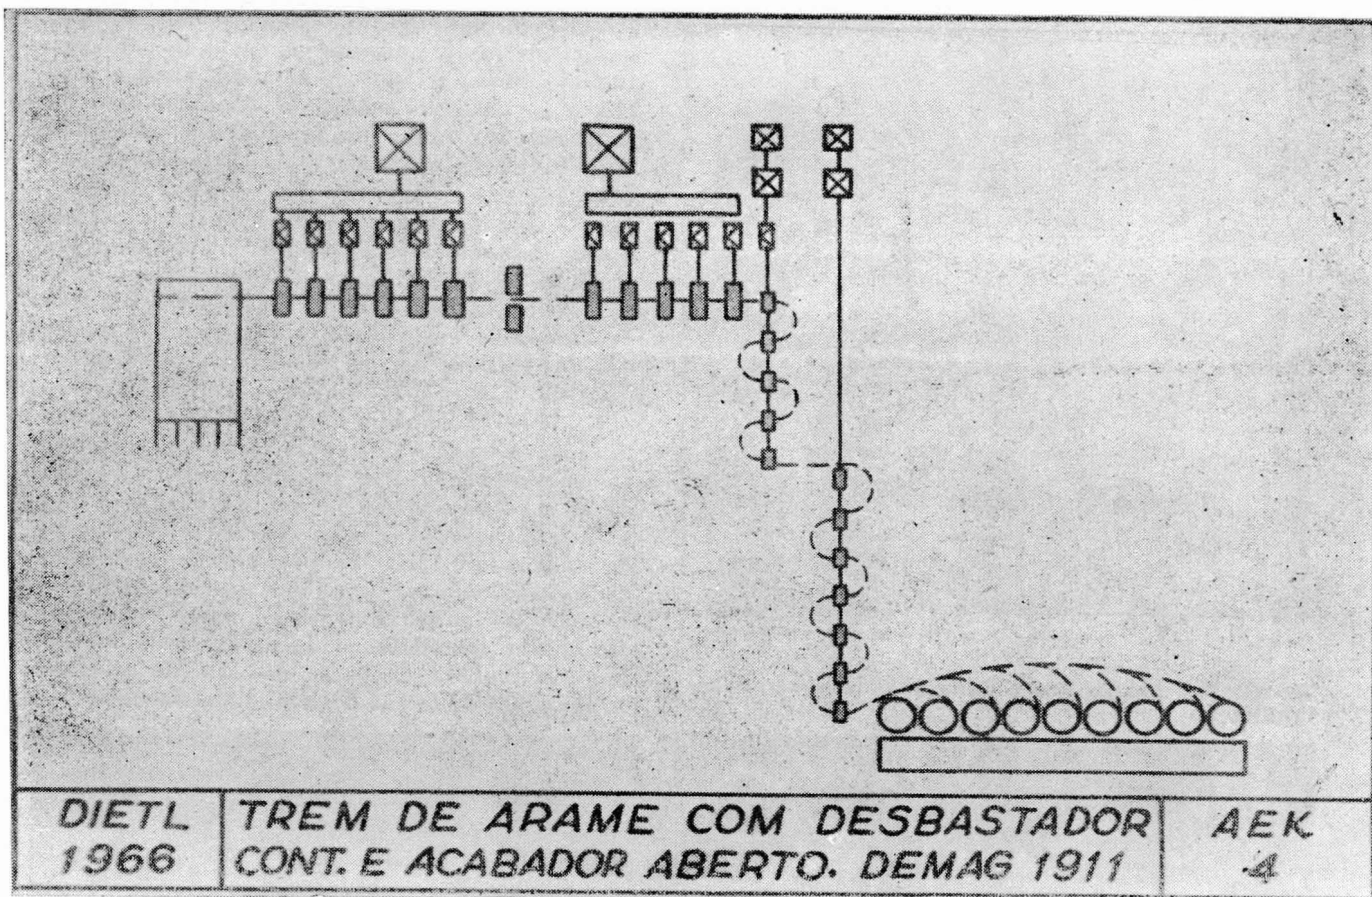 DIETL
1966
TREM DE ARAME COM DESBASTADOR
CONT. E ACABADOR ABERTO. DEMAG 1911
AEK
4